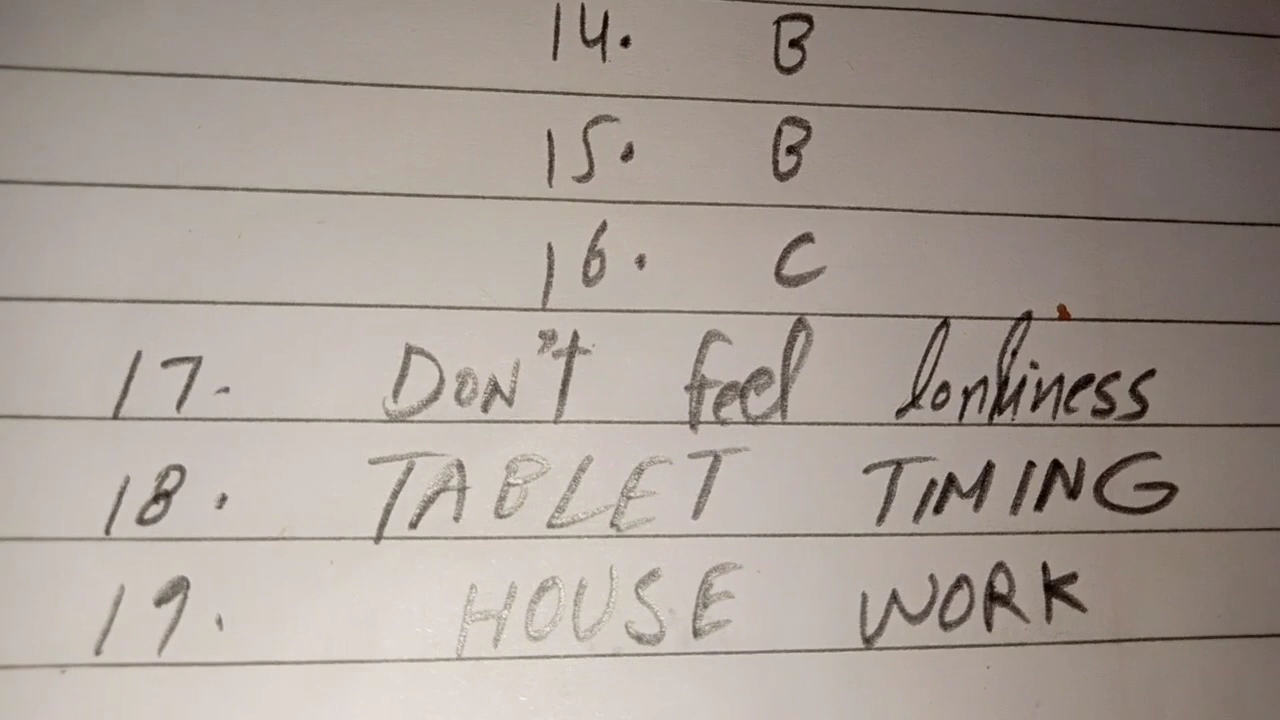 14. B
15. B
16. C
17. DON't feel lonliness
18. TABLET TIMING
19. HOUSE WORK